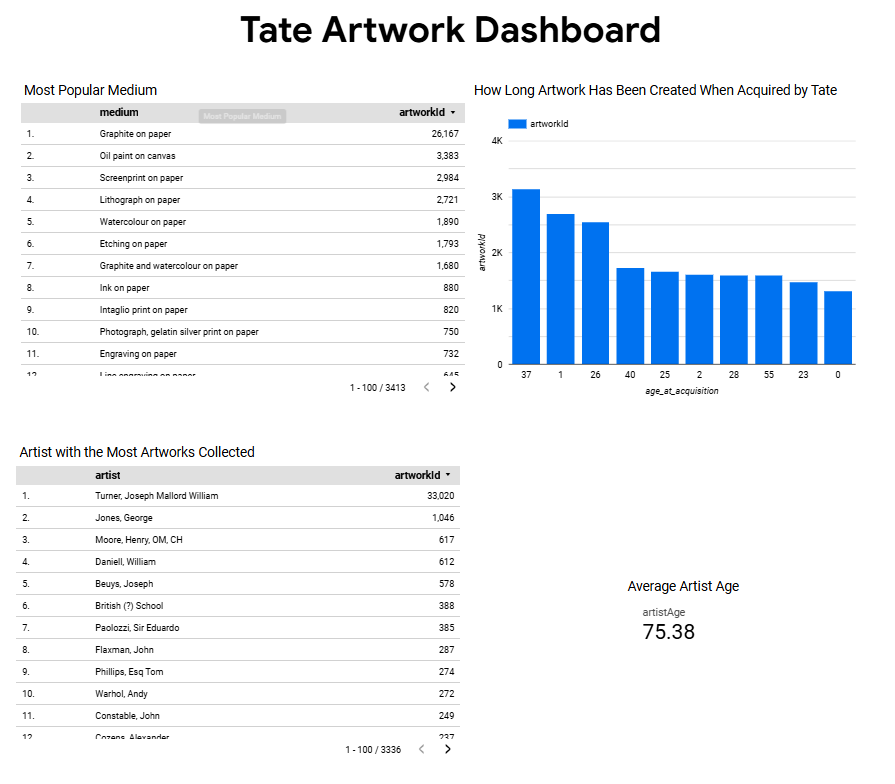 Tate Artwork Dashboard
Most Popular Medium
medium artworkId
Most Popular Medium
1. Graphite on paper 26,167
2. Oil paint on canvas 3,383
3. Screenprint on paper 2,984
4. Lithograph on paper 2,721
5. Watercolour on paper 1,890
6. Etching on paper 1,793
7. Graphite and watercolour on paper 1,680
8. Ink on paper 880
9. Intaglio print on paper 820
10. Photograph, gelatin silver print on paper 750
11. Engraving on paper 732
12. Line engraving on paper 645
1 - 100 / 3413
How Long Artwork Has Been Created When Acquired by Tate
artworkId
4K
3K
2K
1K
0
artworkId
37 1 26 40 25 2 28 55 23 0
age_at_acquisition
Artist with the Most Artworks Collected
artist artworkId
1. Turner, Joseph Mallord William 33,020
2. Jones, George 1,046
3. Moore, Henry, OM, CH 617
4. Daniell, William 612
5. Beuys, Joseph 578
6. British (?) School 388
7. Paolozzi, Sir Eduardo 385
8. Flaxman, John 287
9. Phillips, Esq Tom 274
10. Warhol, Andy 272
11. Constable, John 249
12. Cozens, Alexander 237
1 - 100 / 3336
Average Artist Age
artistAge
75.38